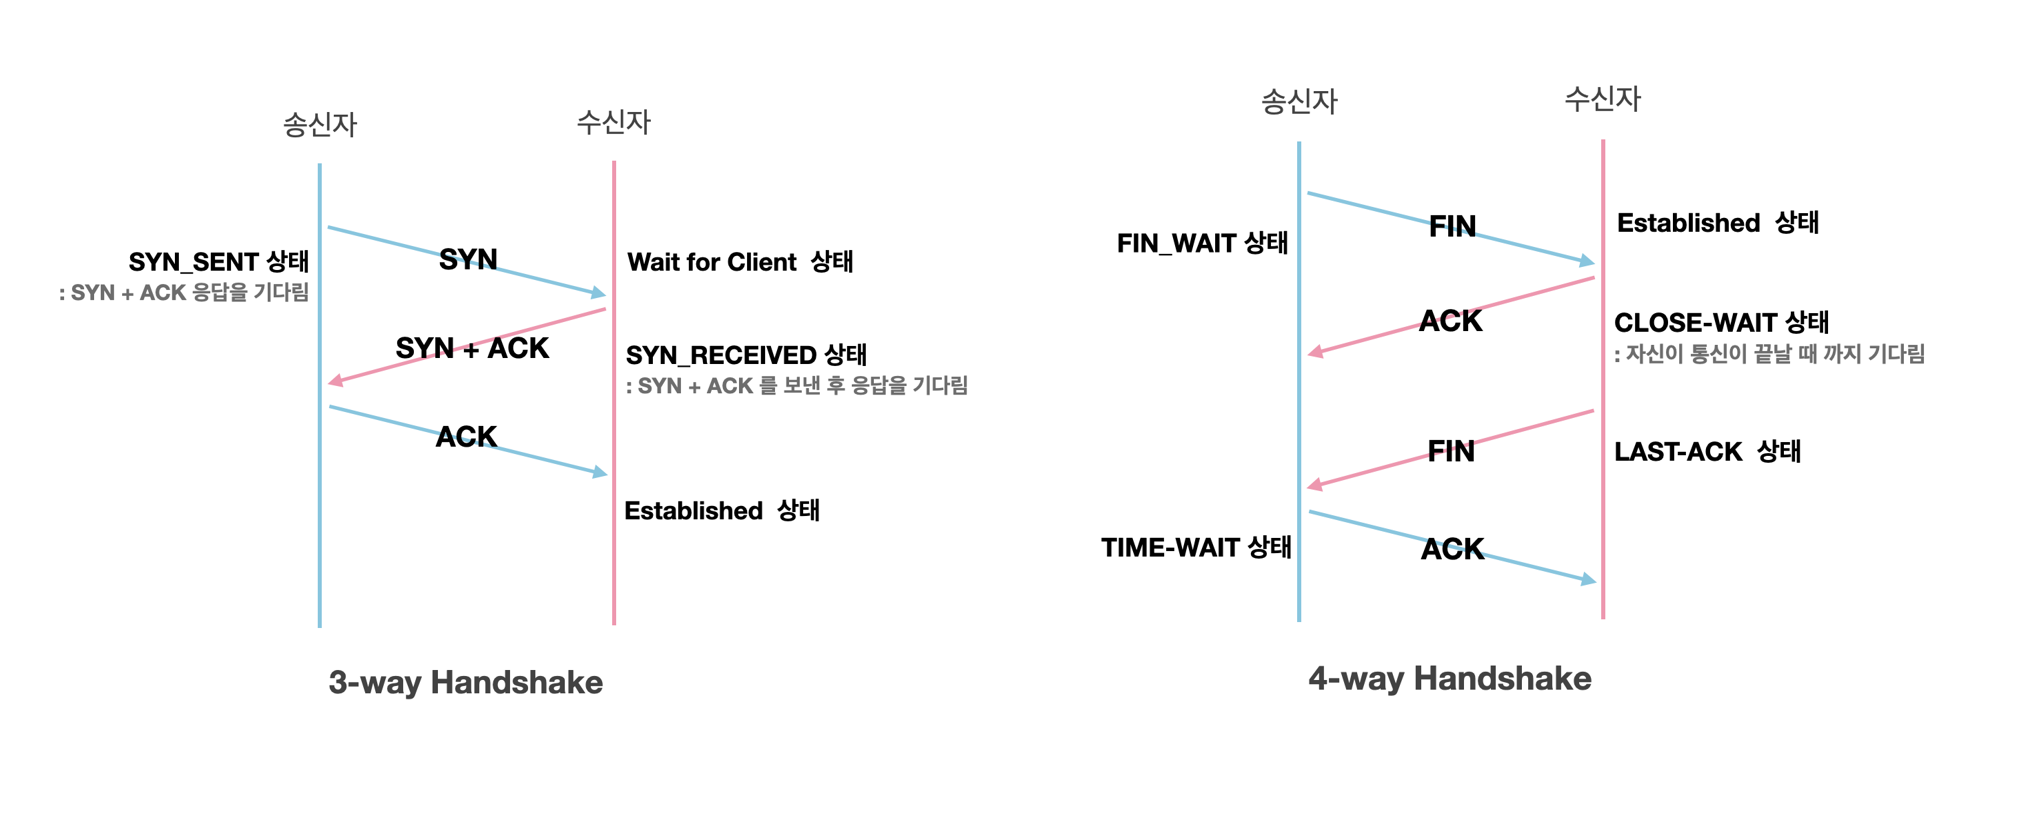 송신자
수신자
SYN_SENT 상태
: SYN + ACK 응답을 기다림
SYN
Wait for Client 상태
SYN + ACK
SYN_RECEIVED 상태
: SYN + ACK 를 보낸 후 응답을 기다림
ACK
Established 상태
3-way Handshake
송신자
수신자
FIN_WAIT 상태
FIN
Established 상태
ACK
CLOSE-WAIT 상태
: 자신이 통신이 끝날 때 까지 기다림
FIN
LAST-ACK 상태
TIME-WAIT 상태
ACK
4-way Handshake